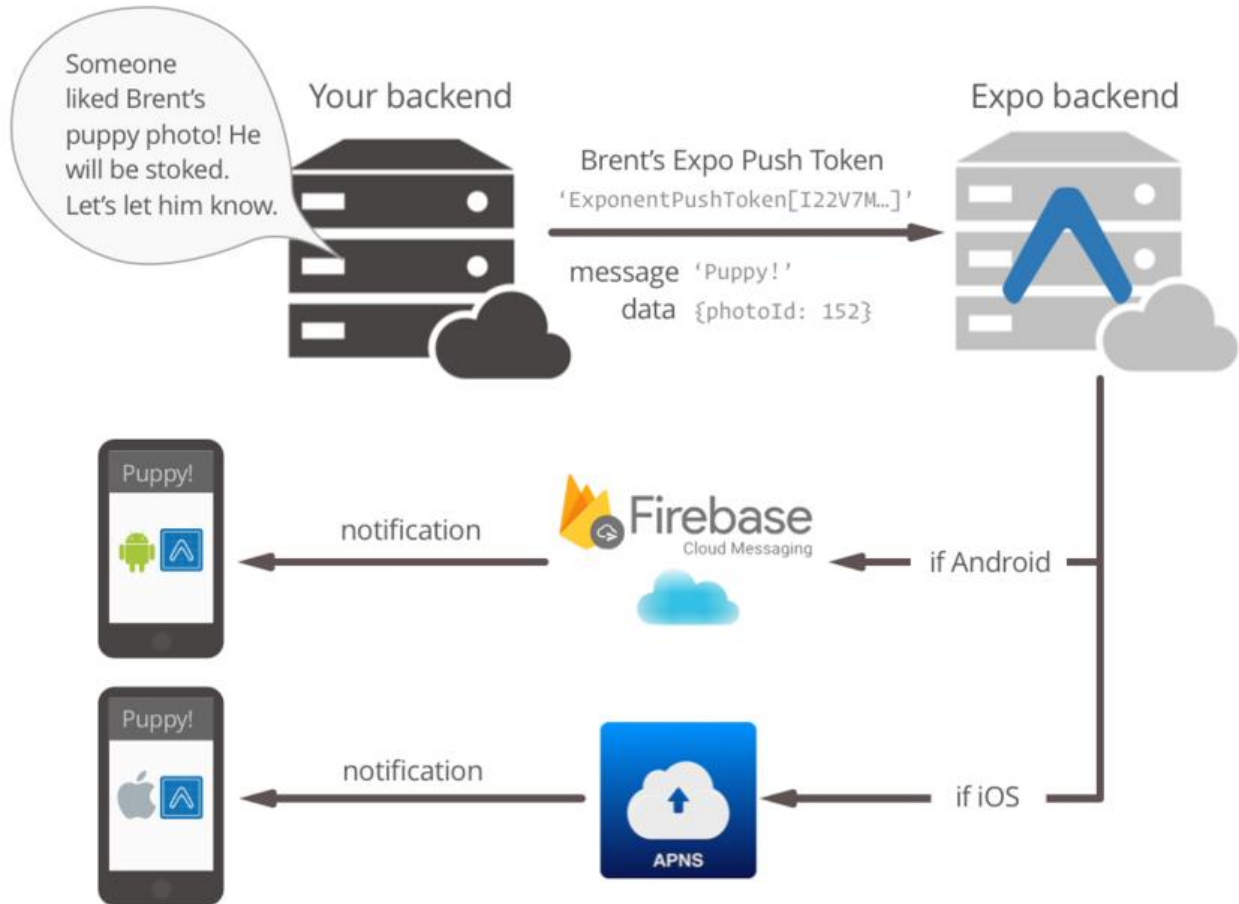 Someone
liked Brent's
puppy photo! He
will be stoked.
Let's let him know.
Your backend
Expo backend
Brent's Expo Push Token
‘ExponentPushToken[I22V7M…]’
message ‘Puppy!’
data {photoId: 152}
Puppy!
notification
Firebase
Cloud Messaging
if Android
Puppy!
notification
APNS
if iOS